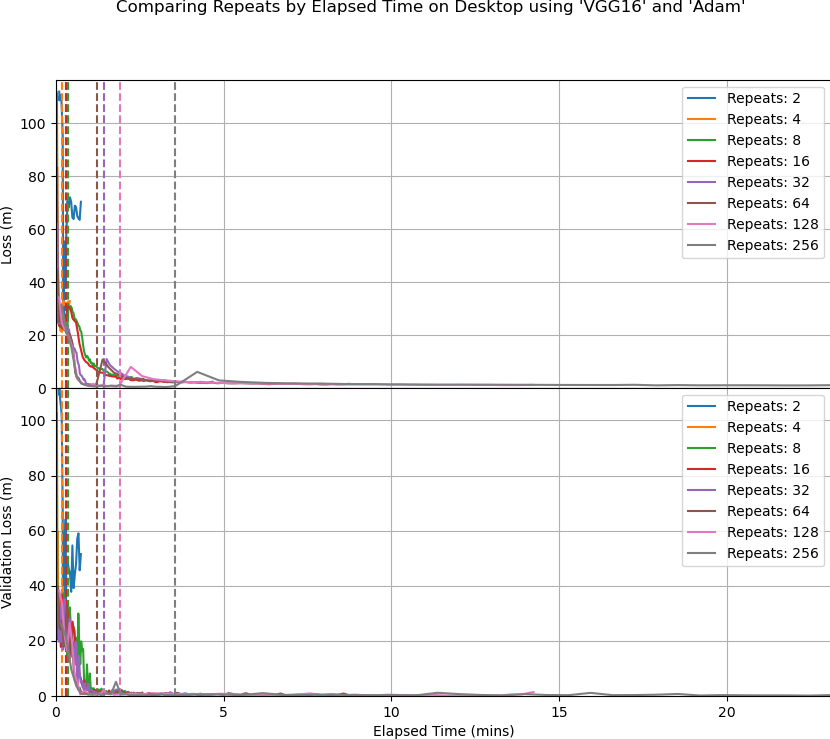 Comparing Repeats by Elapsed Time on Desktop using 'VGG16' and 'Adam'
Loss (m)
100
80
60
40
20
0
Repeats: 2
Repeats: 4
Repeats: 8
Repeats: 16
Repeats: 32
Repeats: 64
Repeats: 128
Repeats: 256
Validation Loss (m)
100
80
60
40
20
0
Repeats: 2
Repeats: 4
Repeats: 8
Repeats: 16
Repeats: 32
Repeats: 64
Repeats: 128
Repeats: 256
0 5 10 15 20
Elapsed Time (mins)